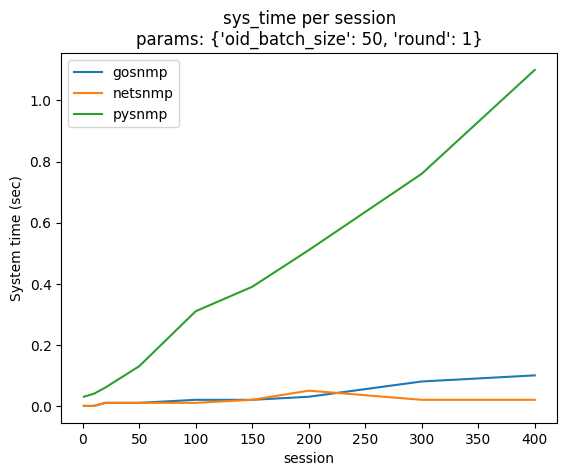 sys_time per session
params: {'oid_batch_size': 50, 'round': 1}
gosnmp
netsnmp
pysnmp
System time (sec)
1.0
0.8
0.6
0.4
0.2
0.0
0 50 100 150 200 250 300 350 400
session